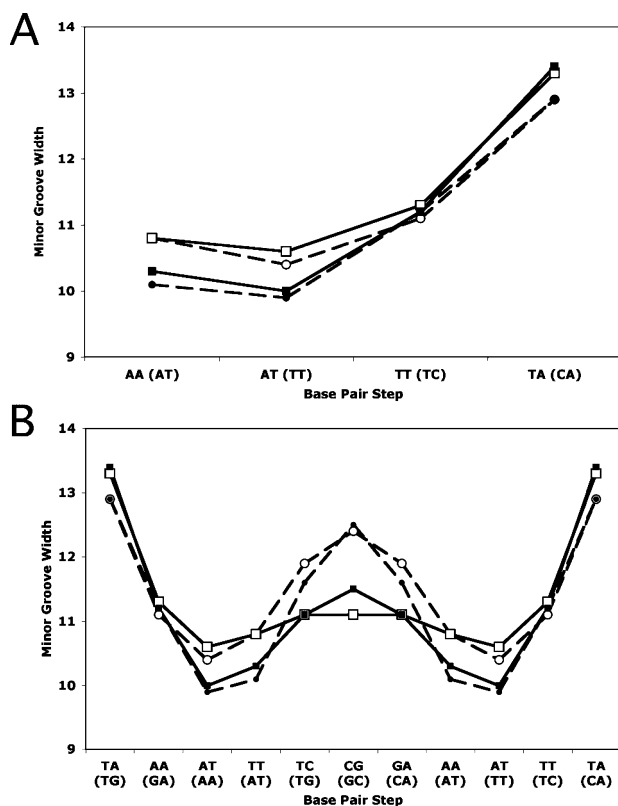 A
14
13
12
11
10
9
Minor Groove Width
AA (AT) AT (TT) TT (TC) TA (CA)
Base Pair Step
B
14
13
12
11
10
9
Minor Groove Width
TA AA AT TT TC CG GA AA AT TT TA
(TG) (GA) (AA) (AT) (TG) (GC) (CA) (AT) (TT) (TC) (CA)
Base Pair Step